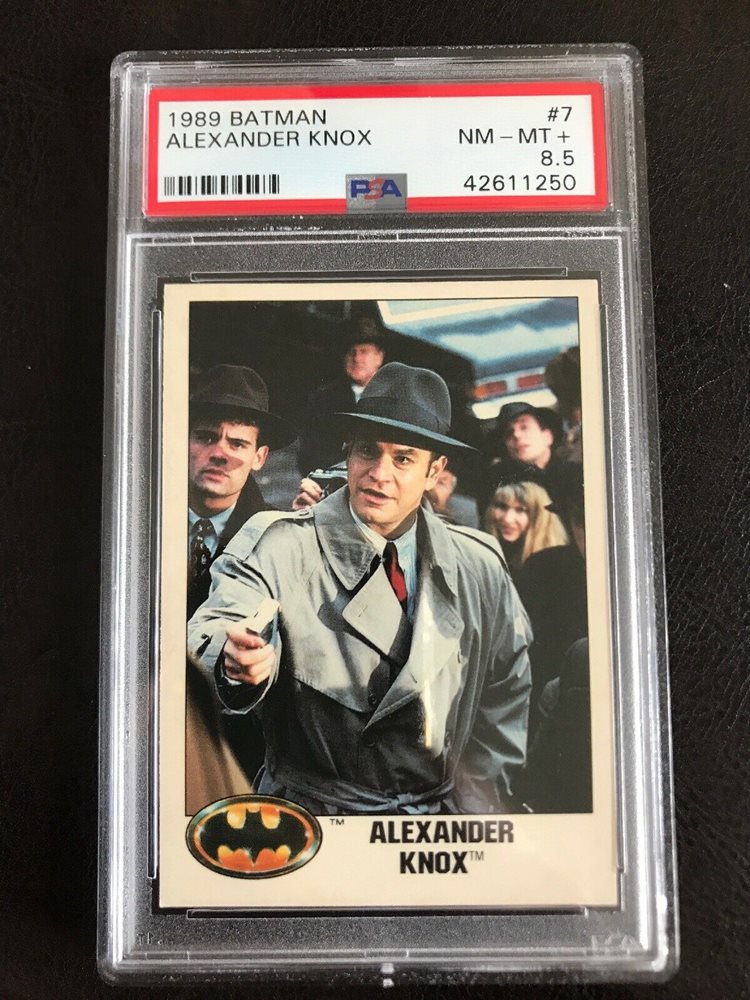 1989 BATMAN #7
ALEXANDER KNOX NM - MT +
8.5
PSA 42611250
™ ALEXANDER
KNOX™